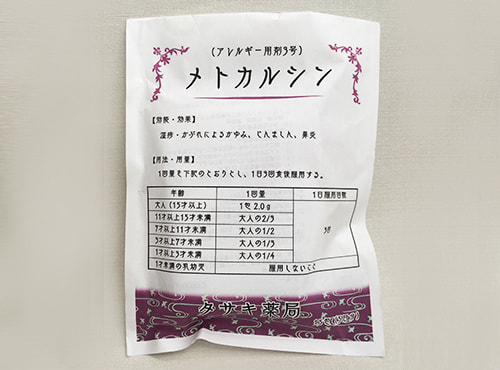 (アレルギー用剤3号)
メトカルシン
【効能・効果】
湿疹・かぶれによるかゆみ、じんましん、鼻炎
【用法・用量】
1回量を下記のとおりとし、1日3回食後服用する。
年齢 1回量 1日服用回数
大人(15才以上) 1包 2.0g 3回
11才以上15才未満 大人の2/3
7才以上11才未満 大人の1/2
3才以上7才未満 大人の1/3
1才以上3才未満 大人の1/4
1才未満の乳幼児 服用しないこと
タサキ薬局